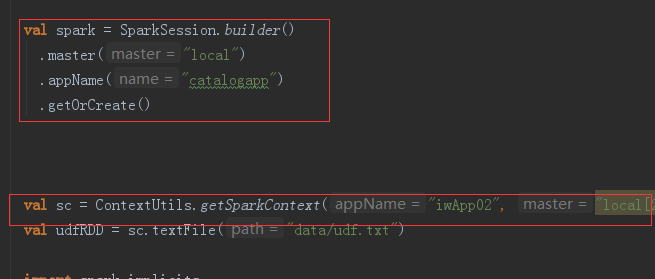 val spark = SparkSession.builder()
.master( master = "local")
.appName( name = "catalogapp")
.getOrCreate()
val sc = ContextUtils.getSparkContext( appName = "iwApp02", master = "local[
val udfRDD = sc.textFile( path = "data/udf.txt")
import spark.implicits